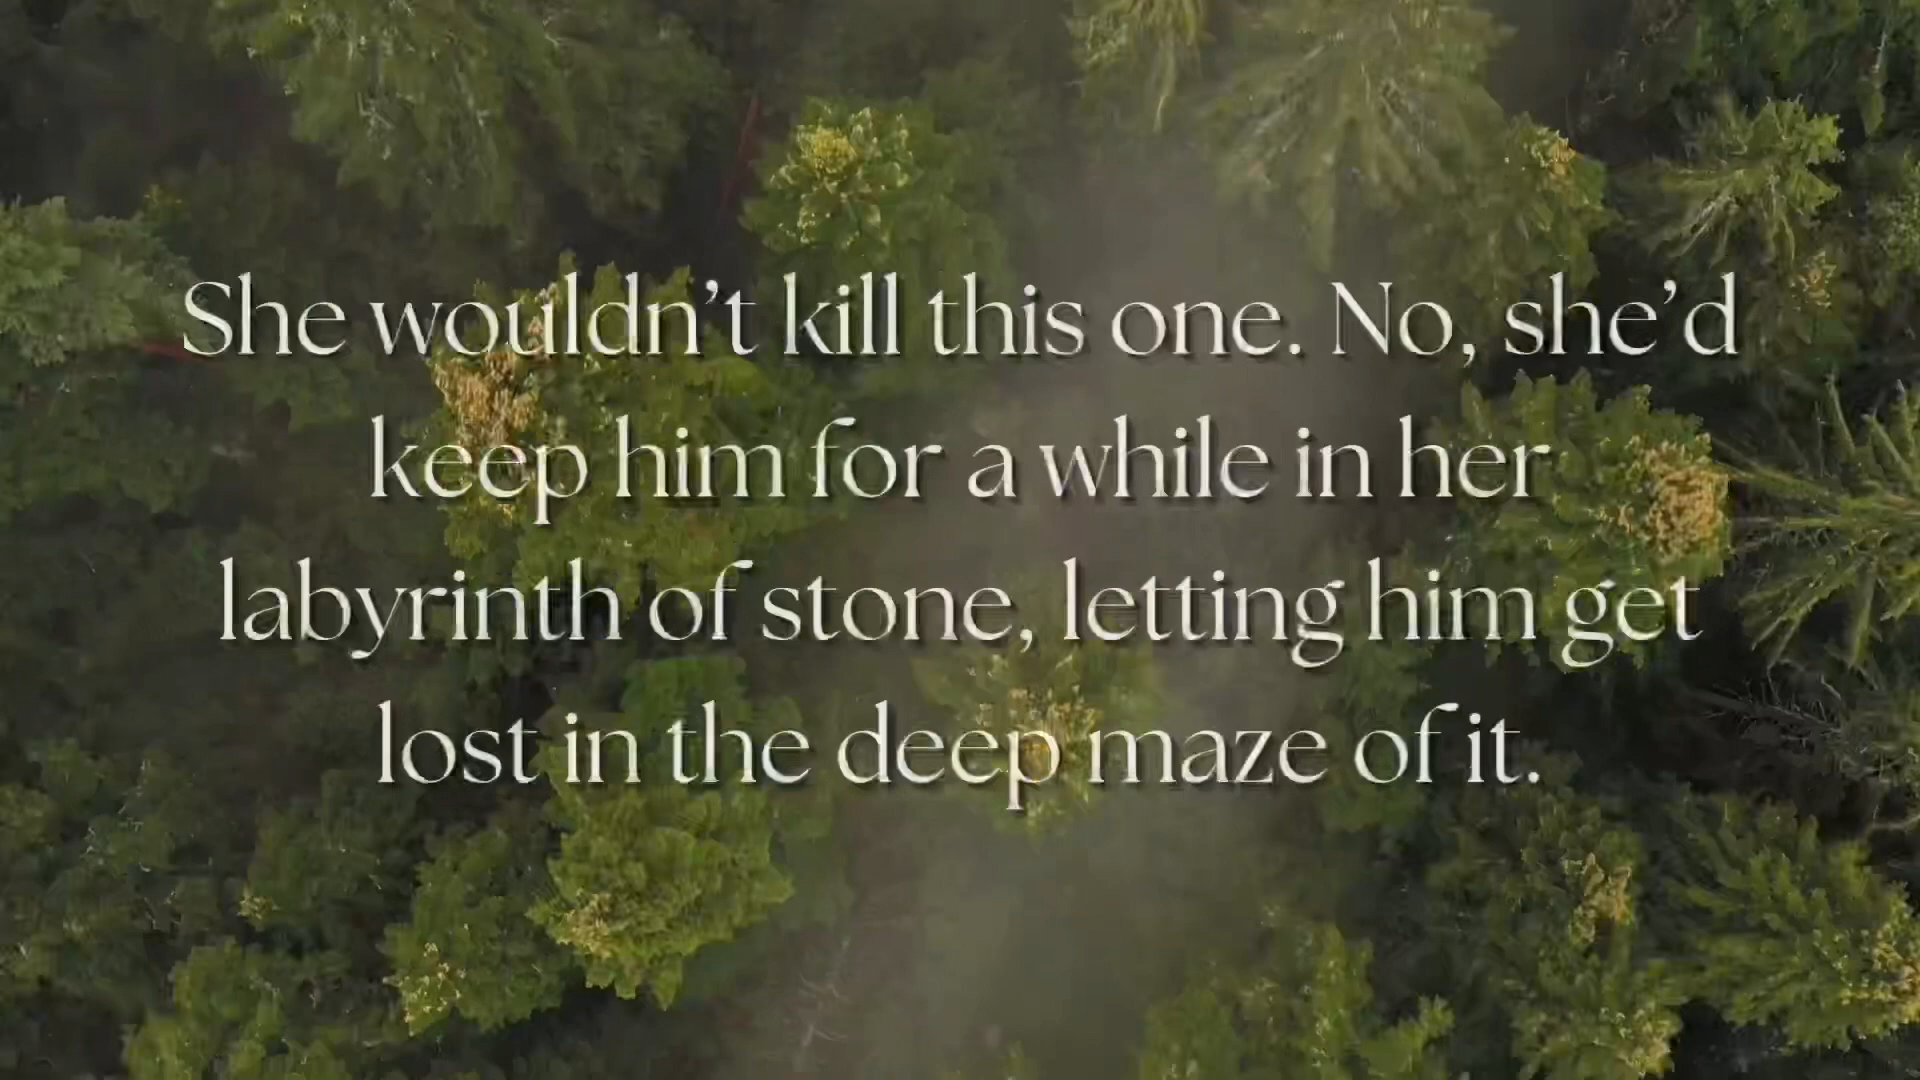 She wouldn’t kill this one. No, she’d
keep him for a while in her
labyrinth of stone, letting him get
lost in the deep maze of it.